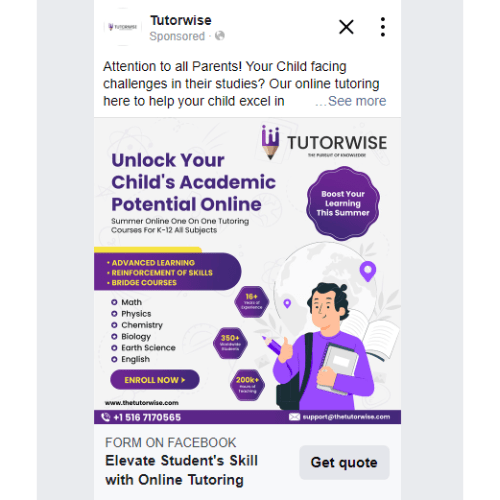 TUTORWISE
Tutorwise
Sponsored ·
Attention to all Parents! Your Child facing
challenges in their studies? Our online tutoring
here to help your child excel in ...See more
TUTORWISE
THE PURSUIT OF KNOWLEDGE
Unlock Your
Child's Academic
Potential Online
Summer Online One On One Tutoring
Courses For K-12 All Subjects
Boost Your
Learning
This Summer
• ADVANCED LEARNING
• REINFORCEMENT OF SKILLS
• BRIDGE COURSES
Math
Physics
Chemistry
Biology
Earth Science
English
16+
Years of
Experience
350+
Worldwide
Students
200k+
Hours of
Teaching
ENROLL NOW >
www.thetutorwise.com
+1 516 7170565
support@thetutorwise.com
FORM ON FACEBOOK
Elevate Student's Skill
with Online Tutoring
Get quote